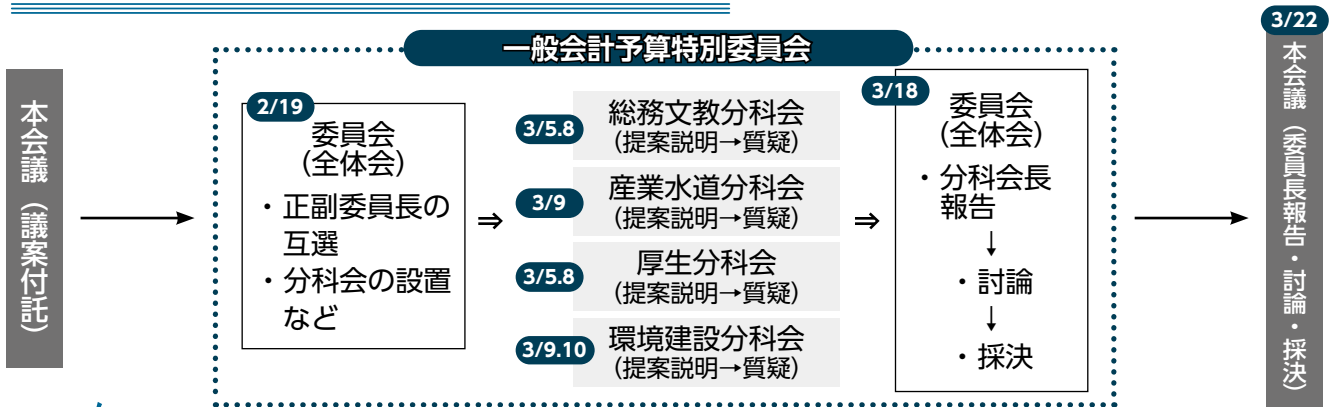 一般会計予算特別委員会
本会議（議案付託）
2/19
委員会
(全体会)
・正副委員長の
互選
・分科会の設置
など
⇒
3/5.8
総務文教分科会
(提案説明→質疑)
3/9
産業水道分科会
(提案説明→質疑)
3/5.8
厚生分科会
(提案説明→質疑)
3/9.10
環境建設分科会
(提案説明→質疑)
⇒
3/18
委員会
(全体会)
・分科会長
報告
↓
・討論
↓
・採決
3/22
本会議（委員長報告・討論・採決）